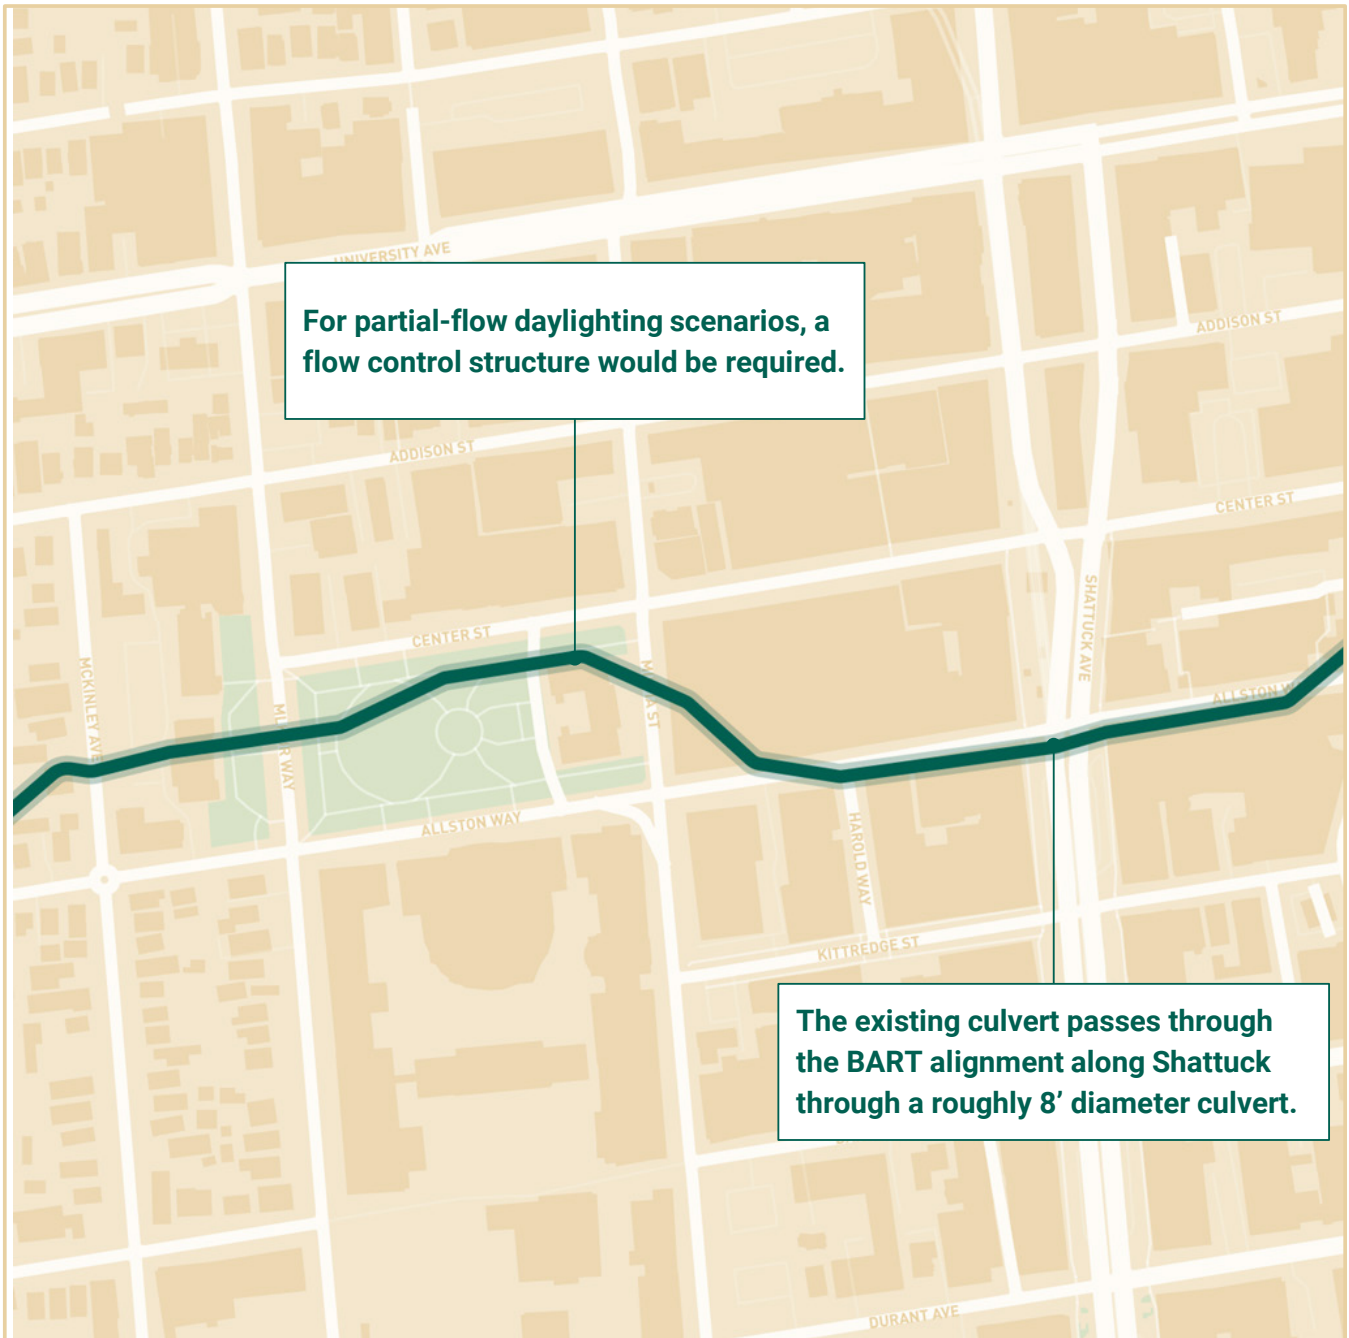 UNIVERSITY AVE
For partial-flow daylighting scenarios, a
flow control structure would be required.
ADDISON ST
ADDISON ST
CENTER ST
CENTER ST
SHATTUCK AVE
MCKINLEY AVE
ALLSTON WAY
HAROLD WAY
KITTREDGE ST
The existing culvert passes through
the BART alignment along Shattuck
through a roughly 8’ diameter culvert.
DURANT AVE